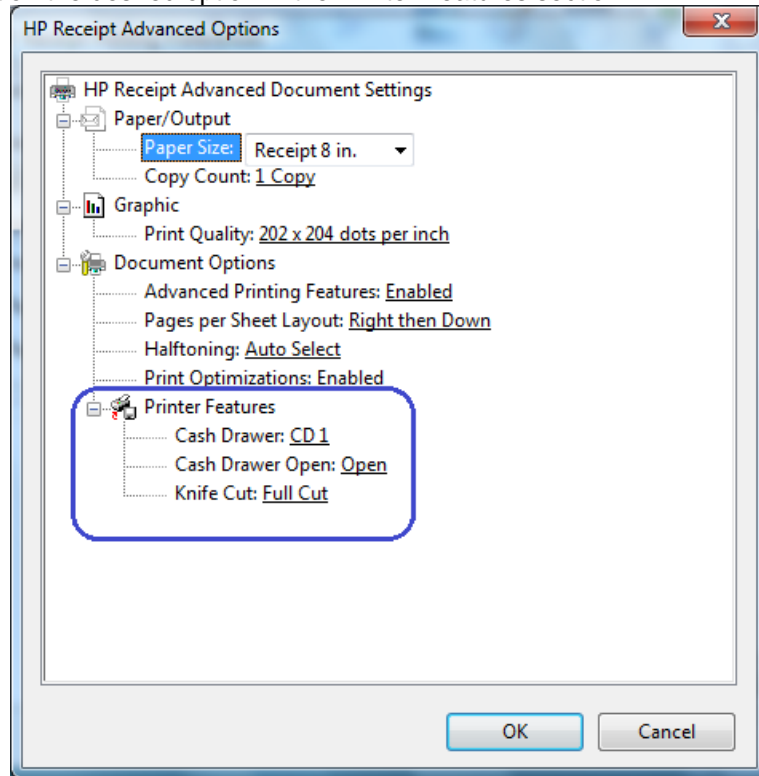 HP Receipt Advanced Options
HP Receipt Advanced Document Settings
Paper/Output
Paper Size: Receipt 8 in.
Copy Count: 1 Copy
Graphic
Print Quality: 202 x 204 dots per inch
Document Options
Advanced Printing Features: Enabled
Pages per Sheet Layout: Right then Down
Halftoning: Auto Select
Print Optimizations: Enabled
Printer Features
Cash Drawer: CD 1
Cash Drawer Open: Open
Knife Cut: Full Cut
OK Cancel